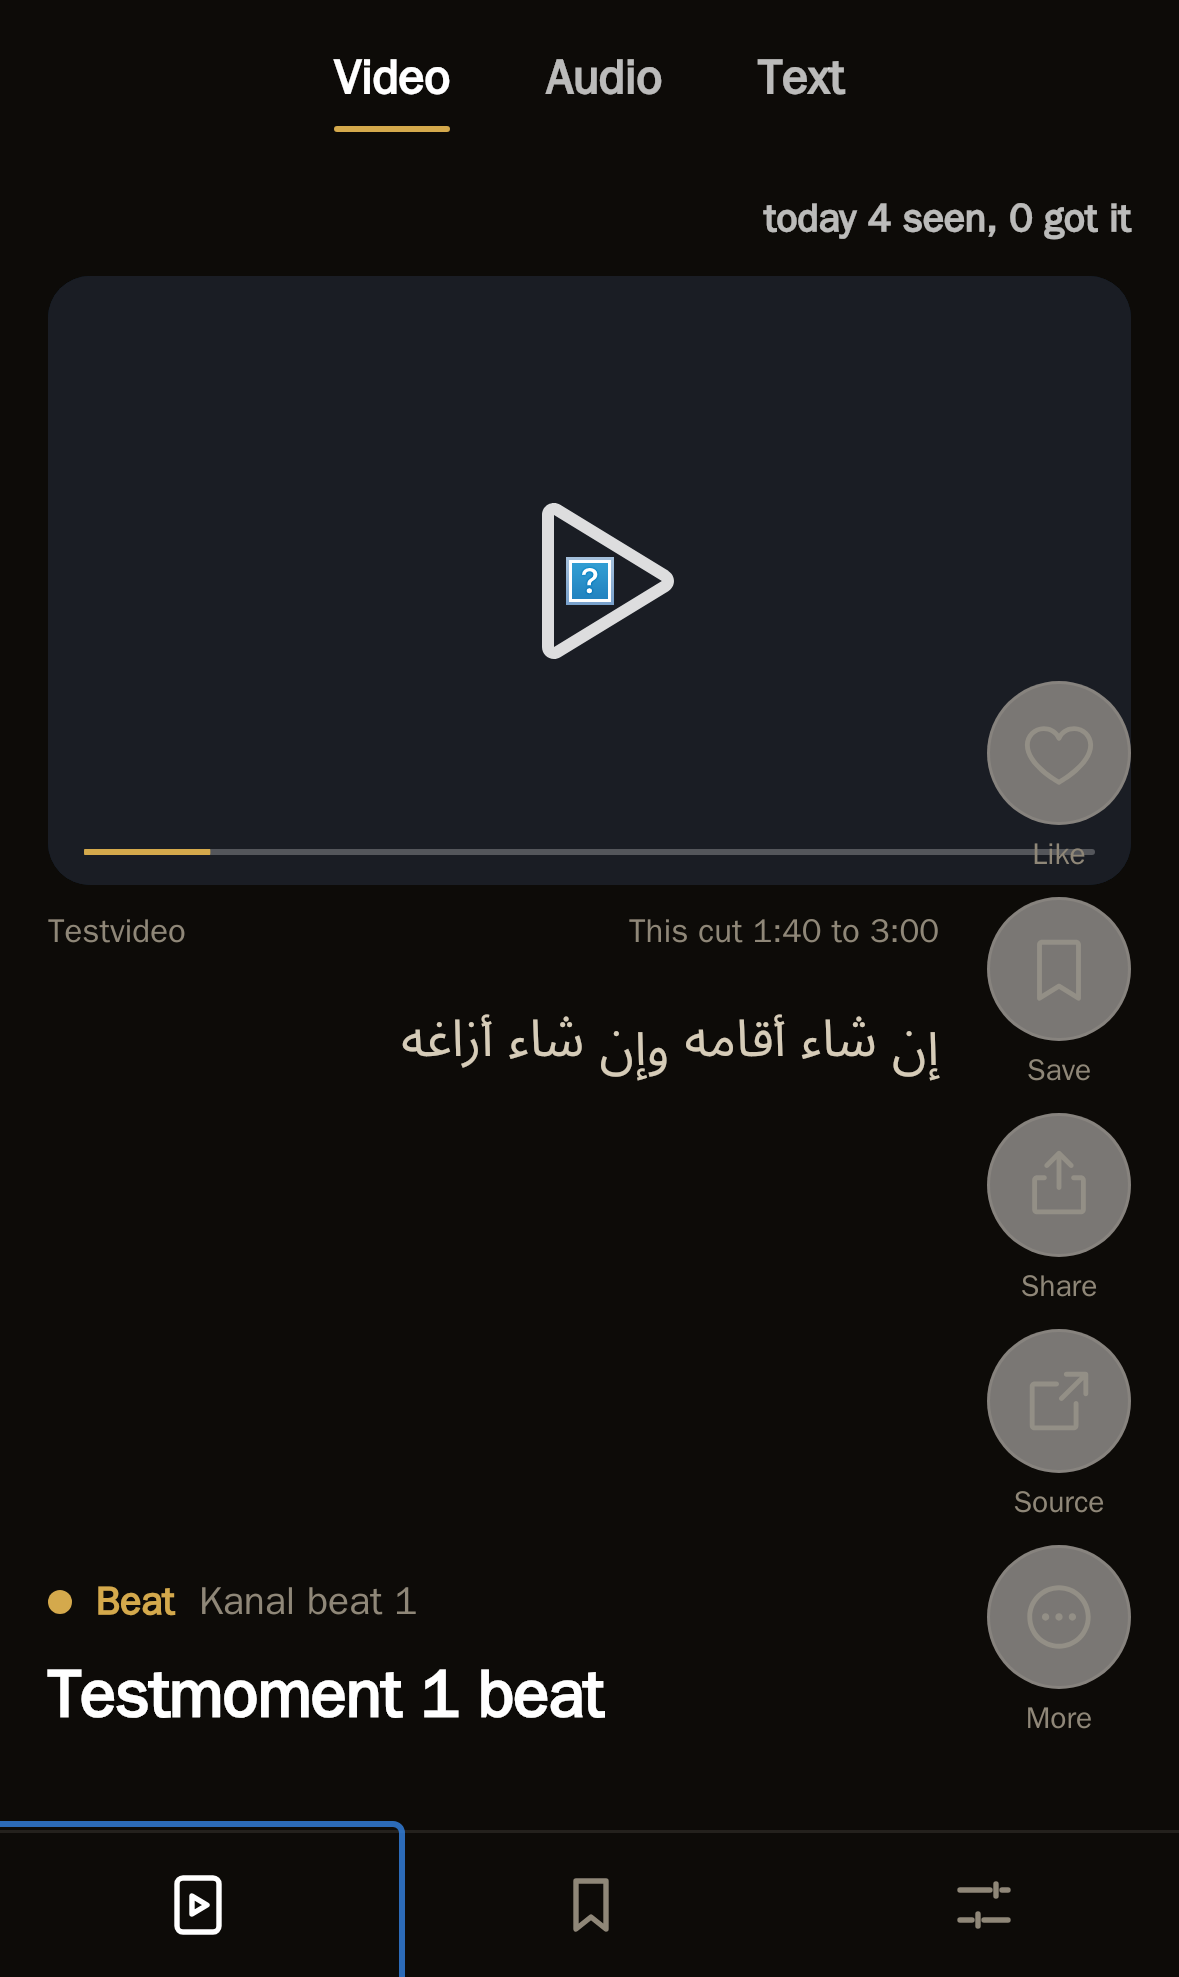 Video Audio Text
today 4 seen, 0 got it
?
Like
Testvideo This cut 1:40 to 3:00
إن شاء أقامه وإن شاء أزاغه
Save
Share
Source
Beat Kanal beat 1
Testmoment 1 beat
More